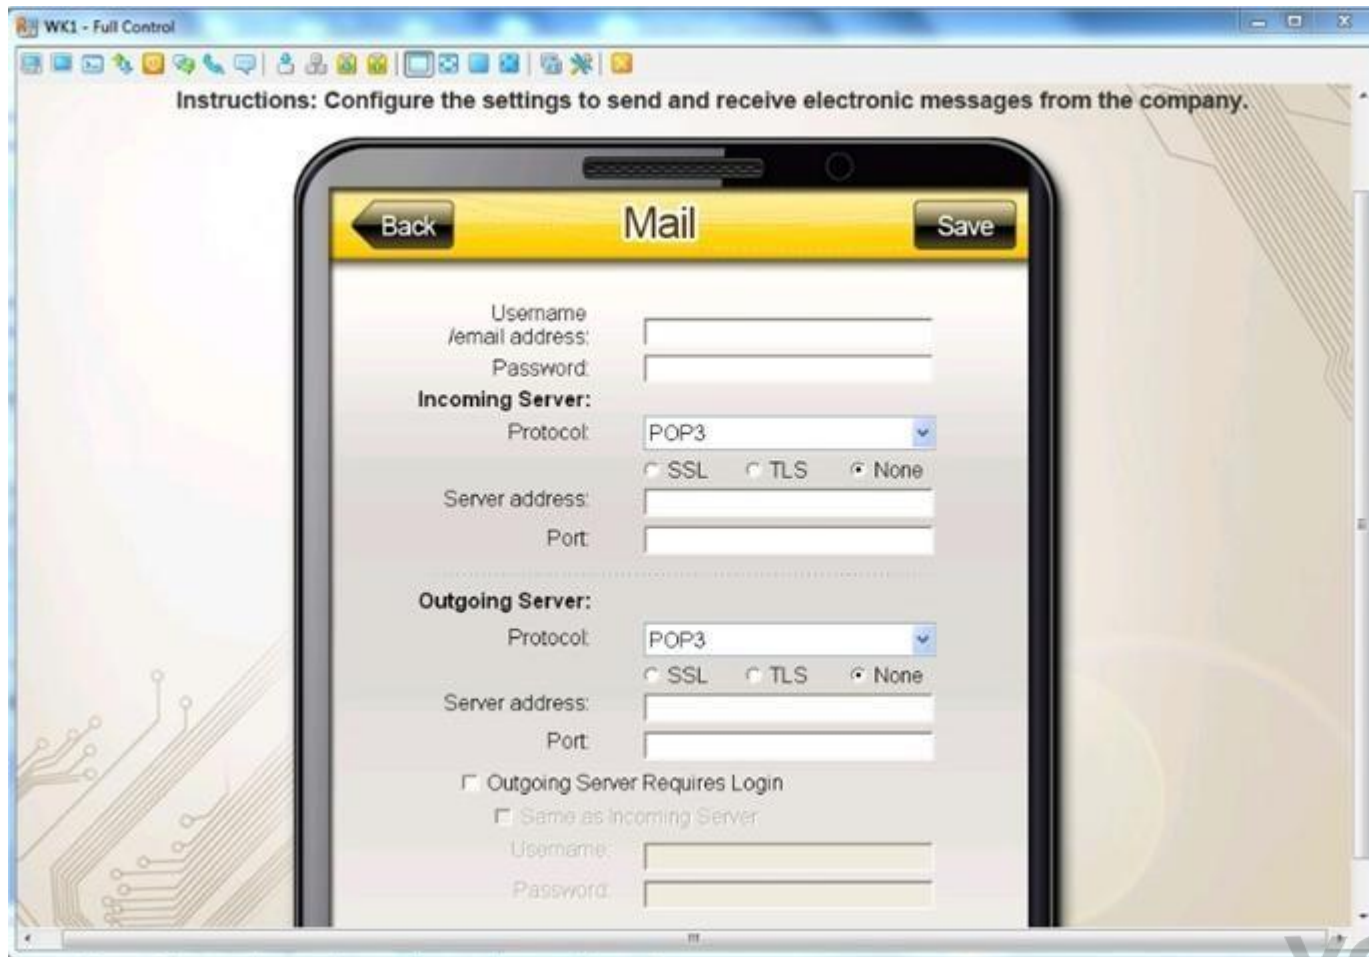 WK1 - Full Control
Instructions: Configure the settings to send and receive electronic messages from the company.
Back
Mail
Save
Username
/email address:
Password:
Incoming Server:
Protocol: POP3
SSL TLS None
Server address:
Port:
Outgoing Server:
Protocol: POP3
SSL TLS None
Server address:
Port:
Outgoing Server Requires Login
Same as Incoming Server
Username:
Password: